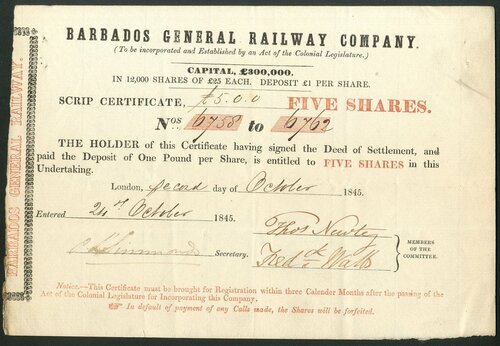 BARBADOS GENERAL RAILWAY.
BARBADOS GENERAL RAILWAY COMPANY.
(To be incorporated and Established by an Act of the Colonial Legislature.)
CAPITAL, £300,000.
IN 12,000 SHARES OF £25 EACH. DEPOSIT £1 PER SHARE.
SCRIP CERTIFICATE, £5.0.0 FIVE SHARES.
Nos 6758 to 6762
THE HOLDER of this Certificate having signed the Deed of Settlement, and
paid the Deposit of One Pound per Share, is entitled to FIVE SHARES in this
Undertaking.
London, second day of October 1845.
Entered 24th October 1845.
Secretary.
Thos
Fredk Watts
MEMBERS
OF THE
COMMITTEE.
Notice.—This Certificate must be brought for Registration within three Calender Months after the passing of the
Act of the Colonial Legislature for Incorporating this Company.
☞ In default of payment of any Calls made, the Shares will be forfeited.